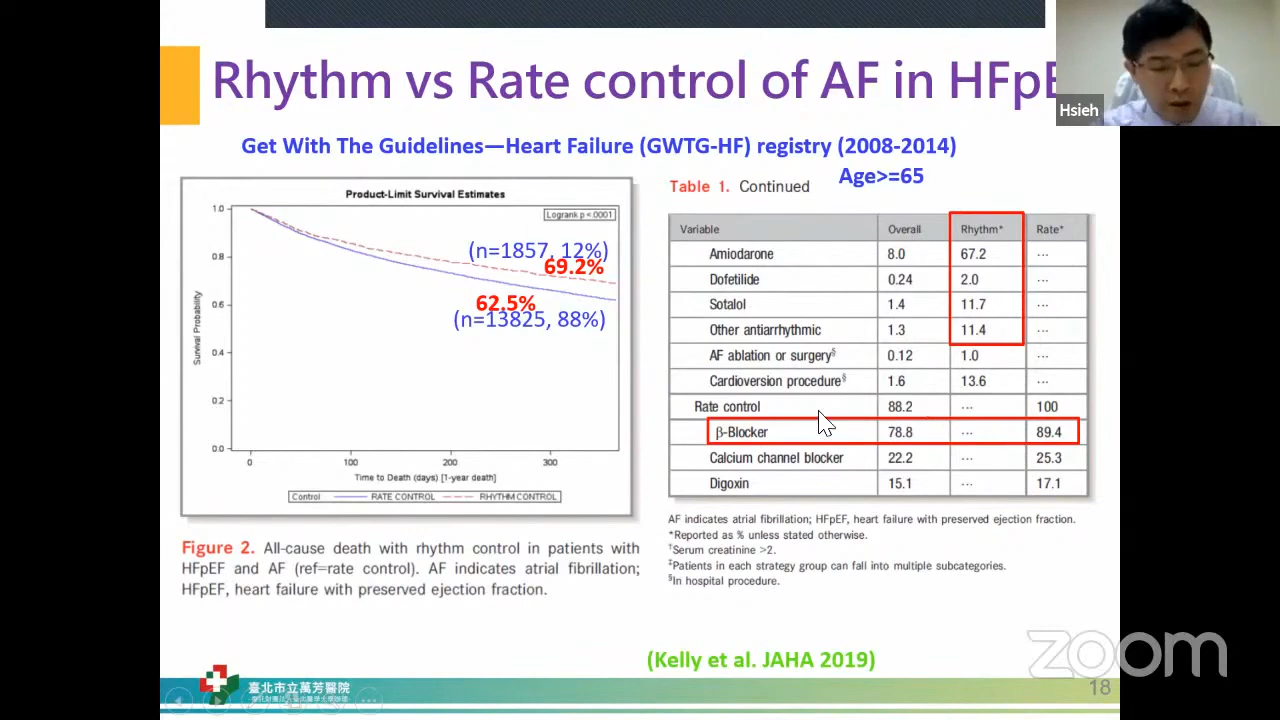 Rhythm vs Rate control of AF in HFpE
Hsieh
Get With The Guidelines—Heart Failure (GWTG-HF) registry (2008-2014)
Age>=65
Product-Limit Survival Estimates
Logrank p <.0001
1.0
0.8
0.6
0.4
0.2
0.0
Survival Probability
(n=1857, 12%)
69.2%
62.5%
(n=13825, 88%)
0 100 200 300
Time to Death (days) [1-year death]
Control RATE CONTROL RHYTHM CONTROL
Figure 2. All-cause death with rhythm control in patients with
HFpEF and AF (ref=rate control). AF indicates atrial fibrillation;
HFpEF, heart failure with preserved ejection fraction.
Table 1. Continued
Variable Overall Rhythm* Rate*
Amiodarone 8.0 67.2 ...
Dofetilide 0.24 2.0 ...
Sotalol 1.4 11.7 ...
Other antiarrhythmic 1.3 11.4 ...
AF ablation or surgery§ 0.12 1.0 ...
Cardioversion procedure§ 1.6 13.6 ...
Rate control 88.2 ... 100
β-Blocker 78.8 ... 89.4
Calcium channel blocker 22.2 ... 25.3
Digoxin 15.1 ... 17.1
AF indicates atrial fibrillation; HFpEF, heart failure with preserved ejection fraction.
*Reported as % unless stated otherwise.
†Serum creatinine >2.
‡Patients in each strategy group can fall into multiple subcategories.
§In hospital procedure.
(Kelly et al. JAHA 2019)
zoom
臺北市立萬芳醫院
18